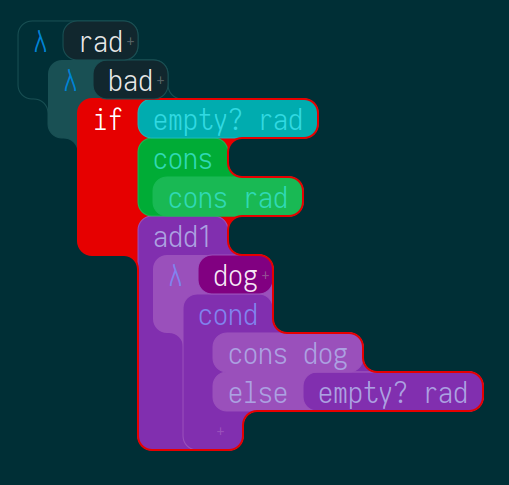 λ rad +
λ bad +
if empty? rad
cons
cons rad
add1
λ dog +
cond
cons dog
else empty? rad
+